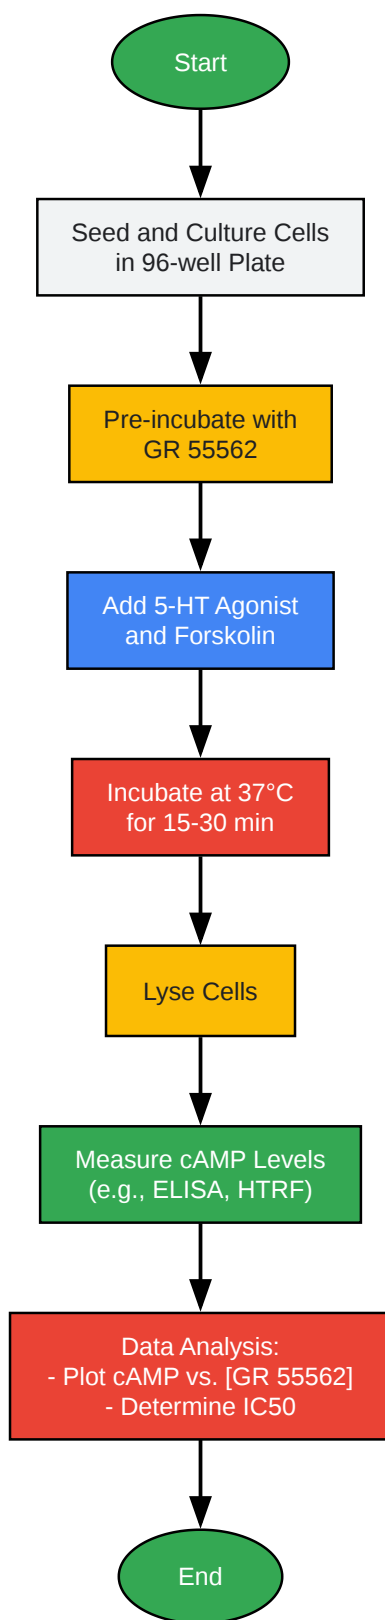 Start
Seed and Culture Cells
in 96-well Plate
Pre-incubate with
GR 55562
Add 5-HT Agonist
and Forskolin
Incubate at 37°C
for 15-30 min
Lyse Cells
Measure cAMP Levels
(e.g., ELISA, HTRF)
Data Analysis:
- Plot cAMP vs. [GR 55562]
- Determine IC50
End